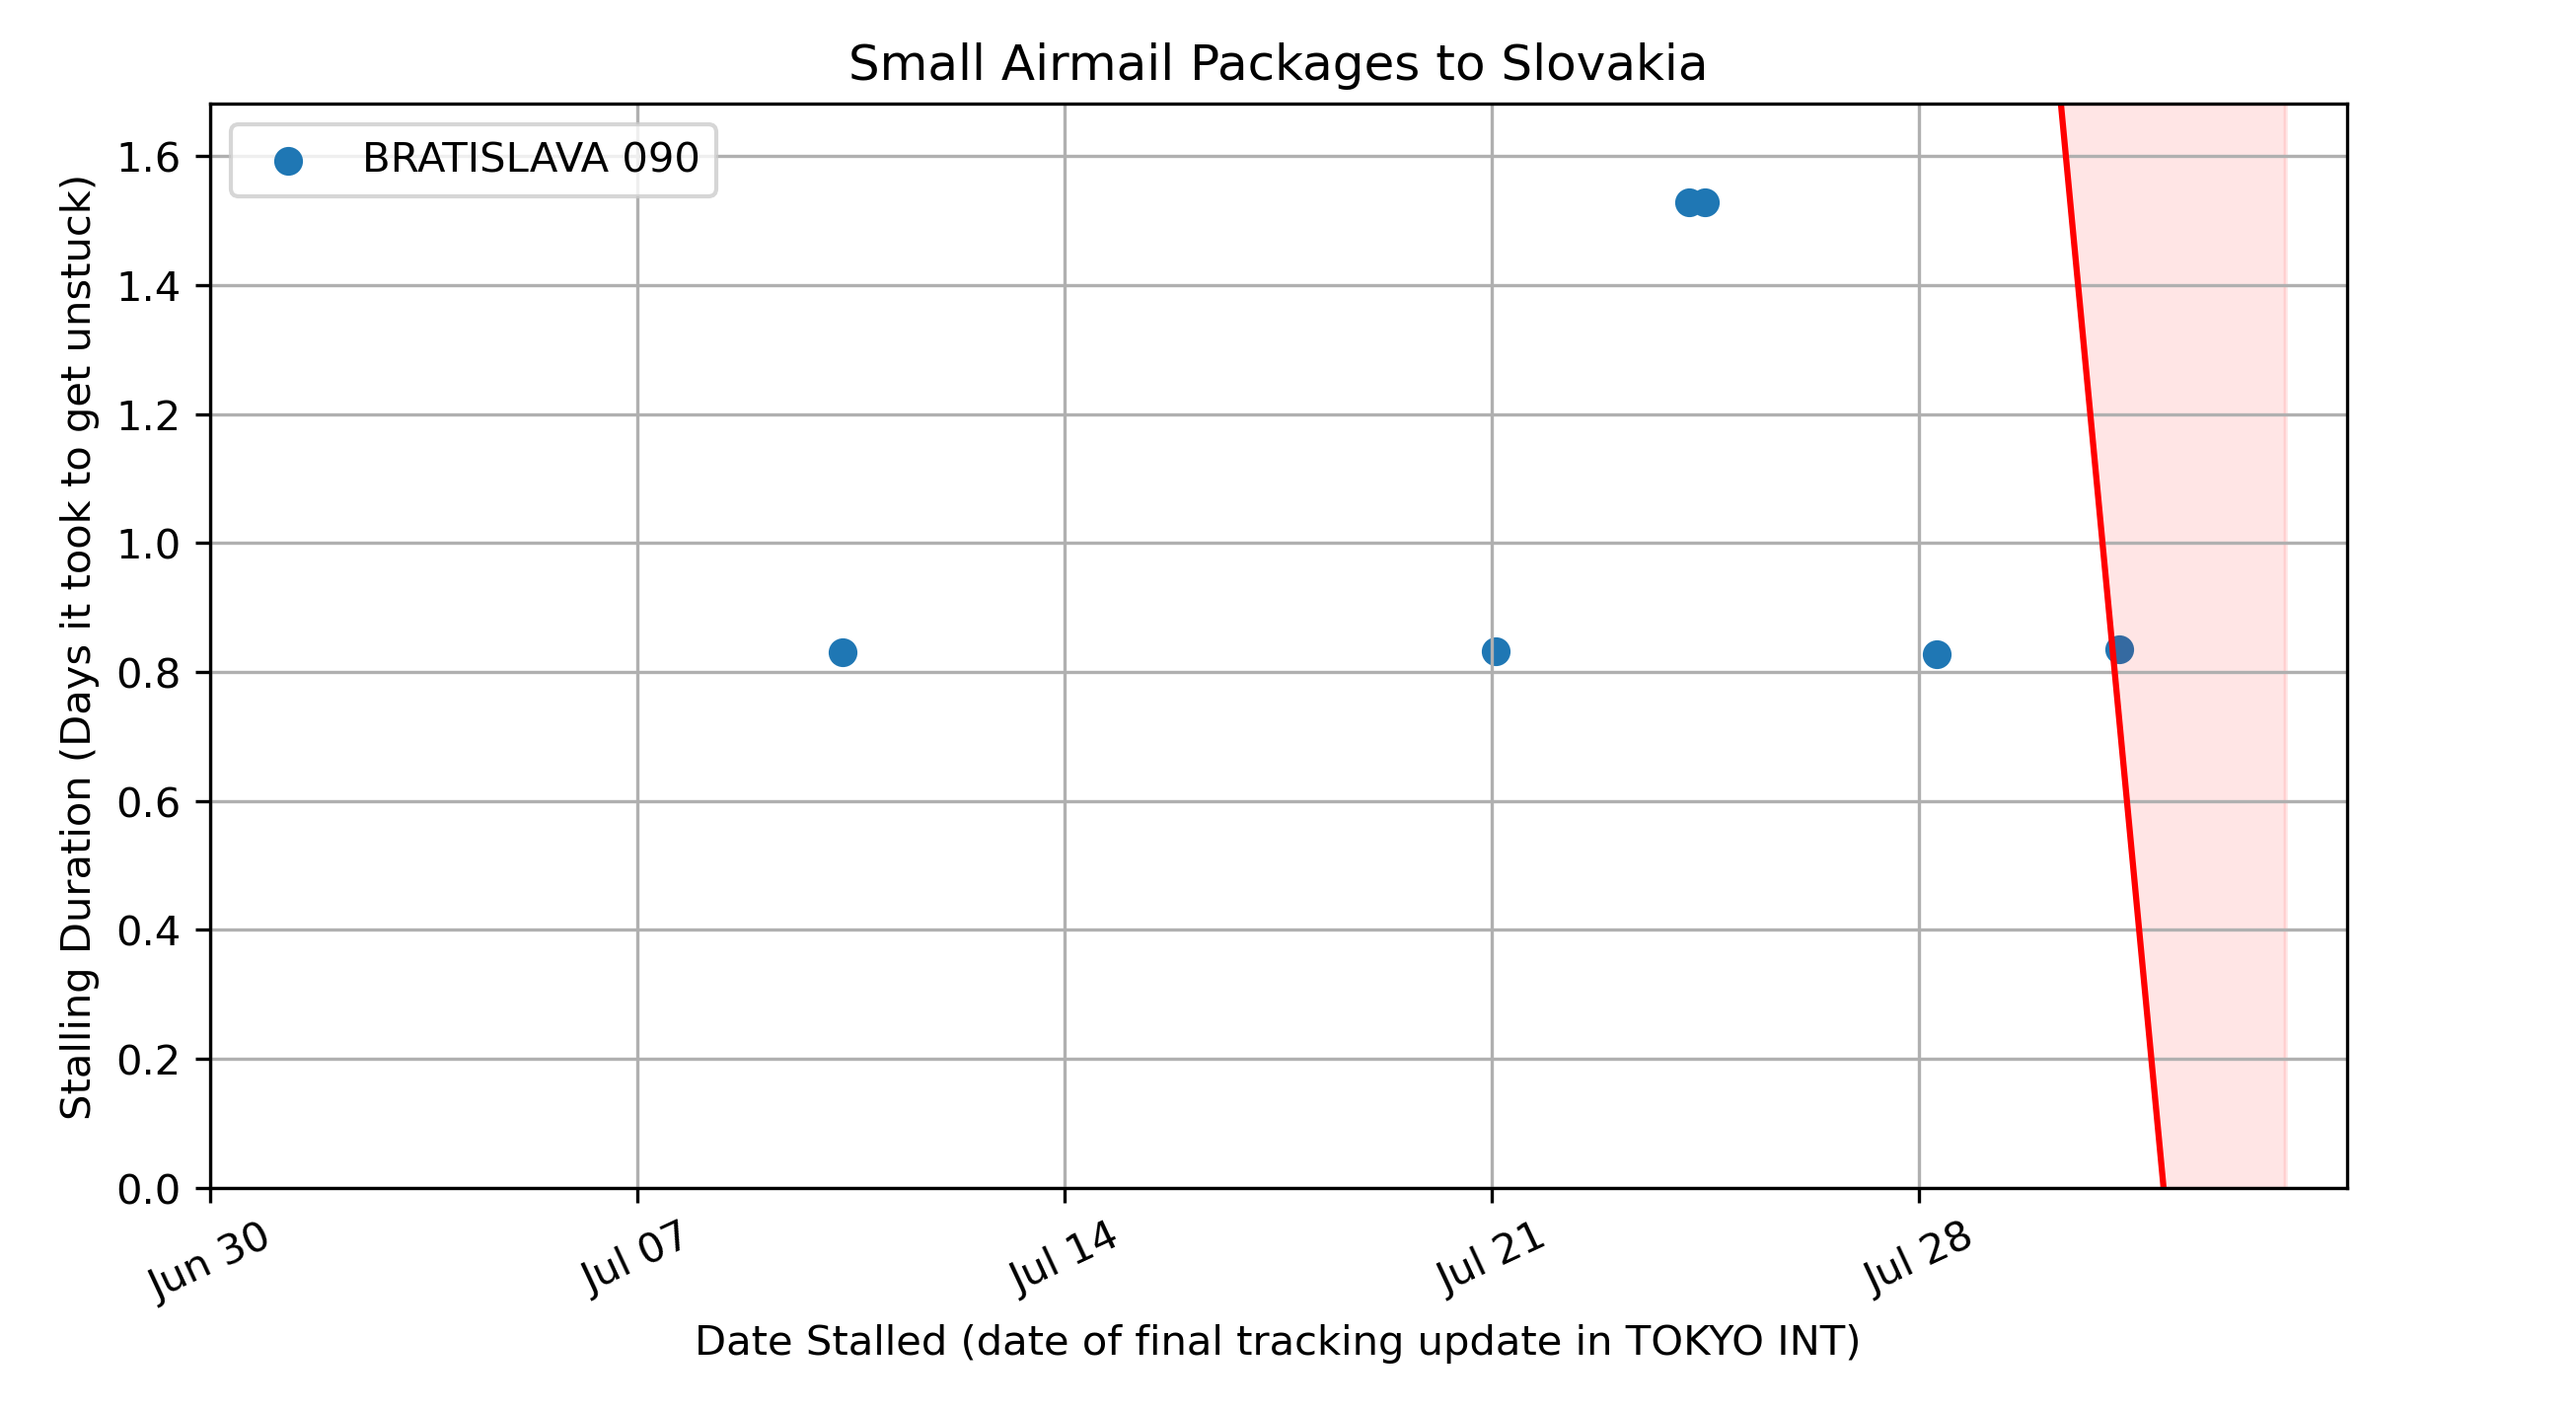 Small Airmail Packages to Slovakia
BRATISLAVA 090
Stalling Duration (Days it took to get unstuck)
1.6
1.4
1.2
1.0
0.8
0.6
0.4
0.2
0.0
Jun 30
Jul 07
Jul 14
Jul 21
Jul 28
Date Stalled (date of final tracking update in TOKYO INT)